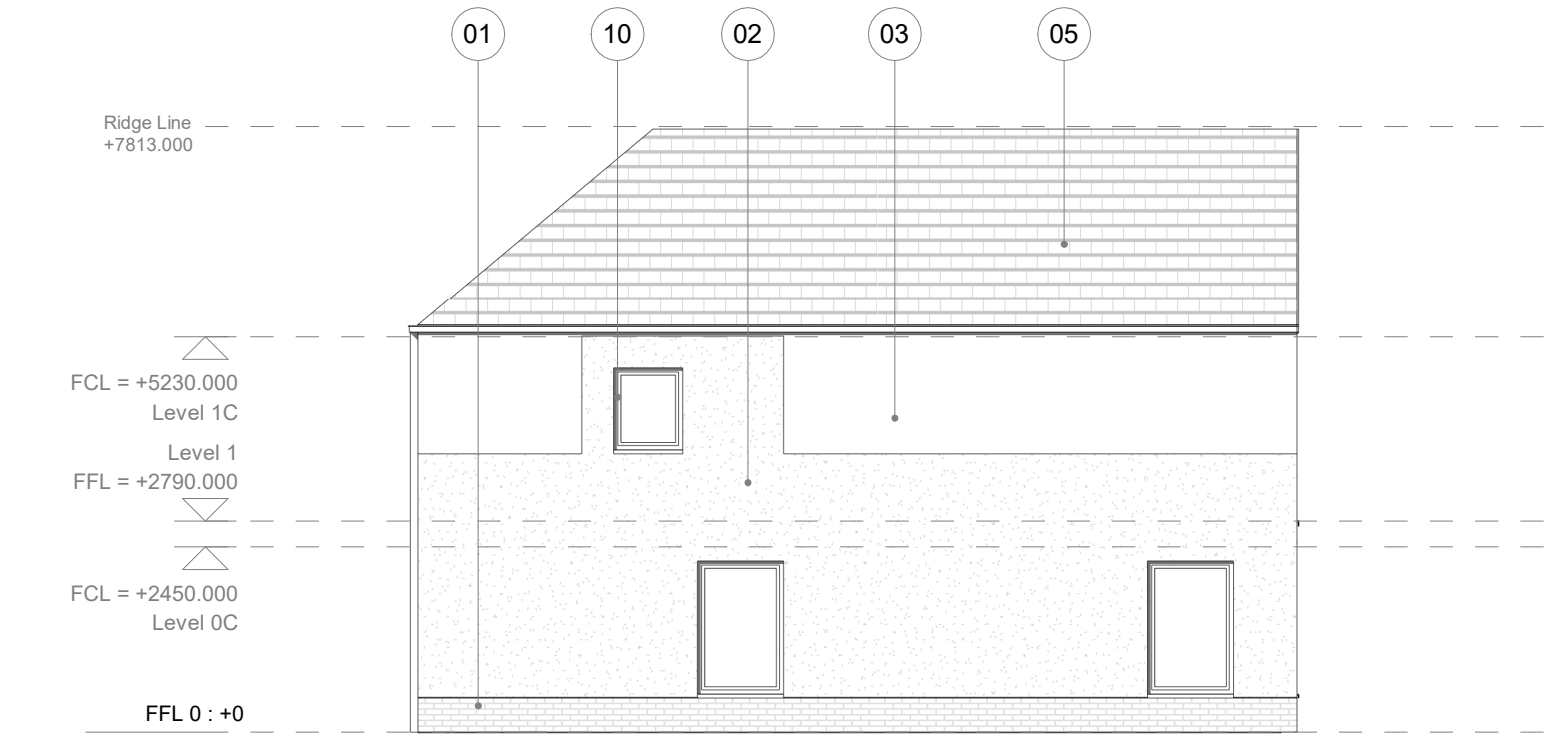 01
10
02
03
05
Ridge Line
+7813.000
FCL = +5230.000
Level 1C
Level 1
FFL = +2790.000
FCL = +2450.000
Level 0C
FFL 0 : +0